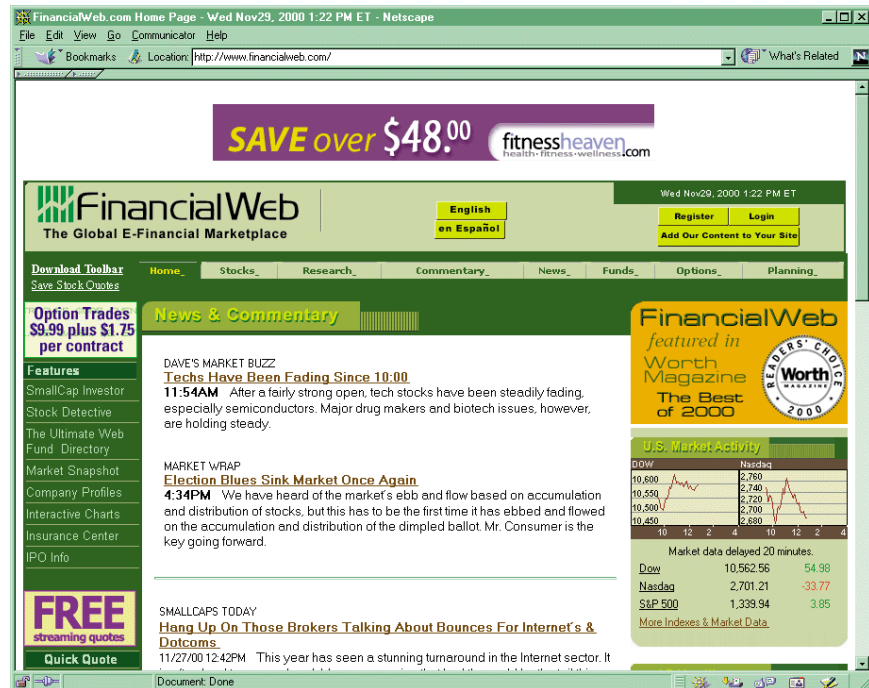 FinancialWeb.com Home Page - Wed Nov29, 2000 1:22 PM ET - Netscape
File Edit View Go Communicator Help
Bookmarks Location: http://www.financialweb.com/ What's Related N
SAVE over $48.00 fitnessheaven.com
health·fitness·wellness
Wed Nov29, 2000 1:22 PM ET
FinancialWeb
The Global E-Financial Marketplace
English
en Español
Register Login
Add Our Content to Your Site
Download Toolbar
Save Stock Quotes
Home_ Stocks_ Research_ Commentary_ News_ Funds_ Options_ Planning_
Option Trades
$9.99 plus $1.75
per contract
Features
SmallCap Investor
Stock Detective
The Ultimate Web
Fund Directory
Market Snapshot
Company Profiles
Interactive Charts
Insurance Center
IPO Info
FREE
streaming quotes
Quick Quote
News & Commentary
DAVE'S MARKET BUZZ
Techs Have Been Fading Since 10:00
11:54AM After a fairly strong open, tech stocks have been steadily fading,
especially semiconductors. Major drug makers and biotech issues, however,
are holding steady.
MARKET WRAP
Election Blues Sink Market Once Again
4:34PM We have heard of the market's ebb and flow based on accumulation
and distribution of stocks, but this has to be the first time it has ebbed and flowed
on the accumulation and distribution of the dimpled ballot. Mr. Consumer is the
key going forward.
SMALLCAPS TODAY
Hang Up On Those Brokers Talking About Bounces For Internet's &
Dotcoms
11/27/00 12:42PM This year has seen a stunning turnaround in the Internet sector. It
FinancialWeb
featured in
Worth
Magazine
The Best
of 2000
READERS' CHOICE
Worth
2000
U.S. Market Activity
DOW Nasdaq
10,600
10,550
10,500
10,450
2,760
2,740
2,720
2,700
2,680
10 12 2 4 10 12 2 4
Market data delayed 20 minutes.
Dow 10,562.56 54.98
Nasdaq 2,701.21 -33.77
S&P 500 1,339.94 3.85
More Indexes & Market Data
Document: Done